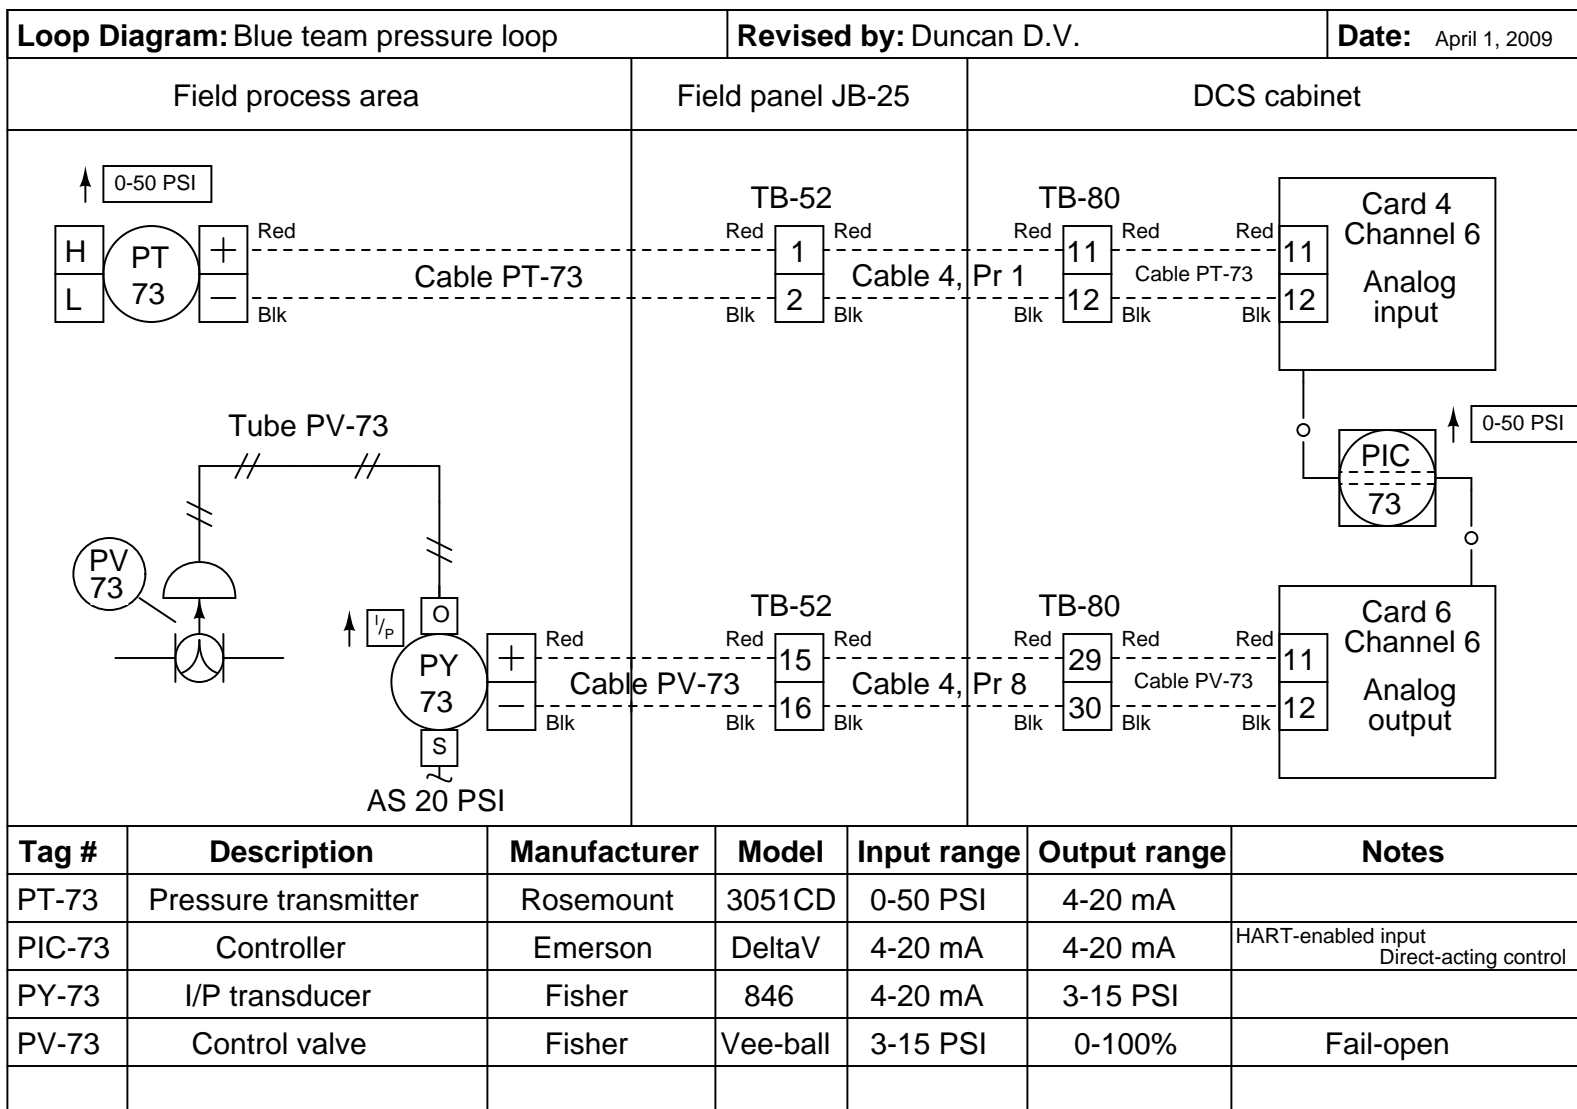 Loop Diagram: Blue team pressure loop
Revised by: Duncan D.V.
Date: April 1, 2009
Field process area
Field panel JB-25
DCS cabinet
0-50 PSI
H
L
PT
73
+
—
Red
Blk
Cable PT-73
TB-52
Red
Blk
1
2
Red
Blk
Cable 4, Pr 1
TB-80
Red
Blk
11
12
Red
Blk
Cable PT-73
Red
Blk
11
12
Card 4
Channel 6
Analog
input
PIC
73
0-50 PSI
Tube PV-73
PV
73
I/P
O
PY
73
S
AS 20 PSI
+
—
Red
Blk
Cable PV-73
TB-52
Red
Blk
15
16
Red
Blk
Cable 4, Pr 8
TB-80
Red
Blk
29
30
Red
Blk
Cable PV-73
Red
Blk
11
12
Card 6
Channel 6
Analog
output
Tag # Description Manufacturer Model Input range Output range Notes
PT-73 Pressure transmitter Rosemount 3051CD 0-50 PSI 4-20 mA
PIC-73 Controller Emerson DeltaV 4-20 mA 4-20 mA HART-enabled input
Direct-acting control
PY-73 I/P transducer Fisher 846 4-20 mA 3-15 PSI
PV-73 Control valve Fisher Vee-ball 3-15 PSI 0-100% Fail-open